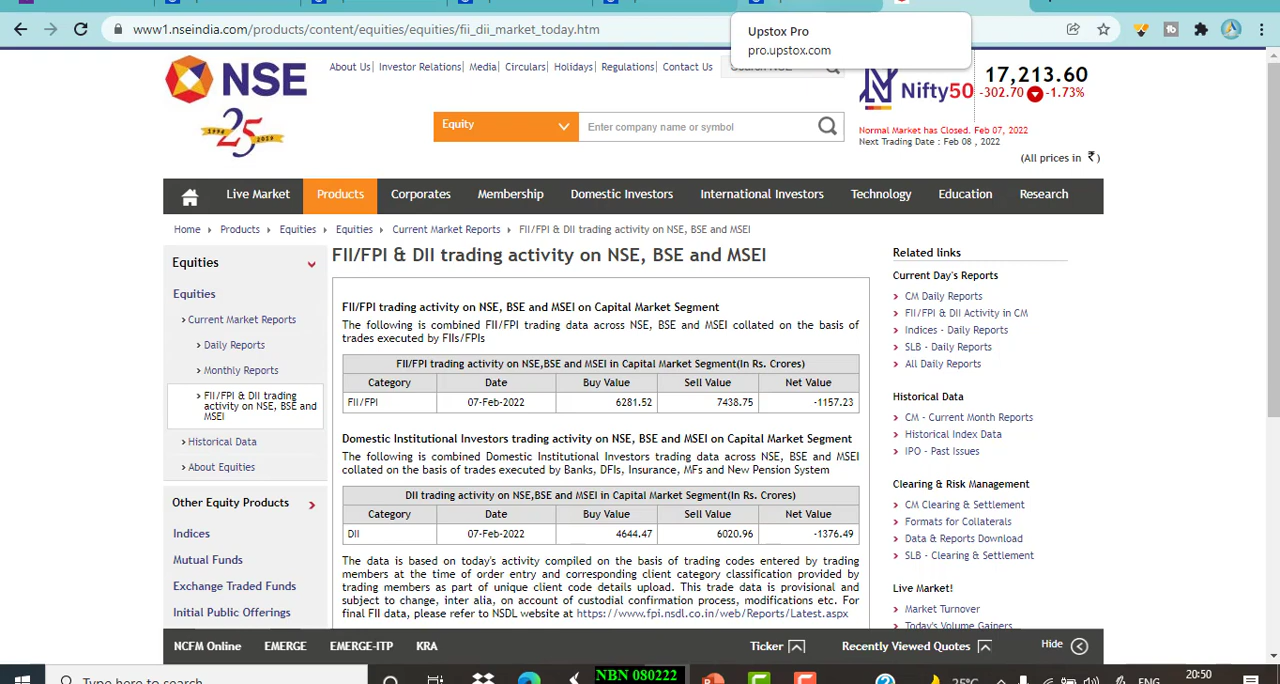 www1.nseindia.com/products/content/equities/equities/fii_dii_market_today.htm
Upstox Pro
pro.upstox.com
NSE
25
About Us| Investor Relations| Media| Circulars| Holidays| Regulations| Contact Us
Nifty50
17,213.60
-302.70 -1.73%
Normal Market has Closed. Feb 07, 2022
Next Trading Date : Feb 08 , 2022
(All prices in ₹ )
Equity
Enter company name or symbol
Live Market Products Corporates Membership Domestic Investors International Investors Technology Education Research
Home › Products › Equities › Equities › Current Market Reports › FII/FPI & DII trading activity on NSE, BSE and MSEI
Equities
Equities
Current Market Reports
Daily Reports
Monthly Reports
FII/FPI & DII trading
activity on NSE, BSE and
MSEI
Historical Data
About Equities
Other Equity Products
Indices
Mutual Funds
Exchange Traded Funds
Initial Public Offerings
FII/FPI & DII trading activity on NSE, BSE and MSEI
FII/FPI trading activity on NSE, BSE and MSEI on Capital Market Segment
The following is combined FII/FPI trading data across NSE, BSE and MSEI collated on the basis of
trades executed by FIIs/FPIs
FII/FPI trading activity on NSE,BSE and MSEI in Capital Market Segment(In Rs. Crores)
Category Date Buy Value Sell Value Net Value
FII/FPI 07-Feb-2022 6281.52 7438.75 -1157.23
Domestic Institutional Investors trading activity on NSE, BSE and MSEI on Capital Market Segment
The following is combined Domestic Institutional Investors trading data across NSE, BSE and MSEI
collated on the basis of trades executed by Banks, DFIs, Insurance, MFs and New Pension System
DII trading activity on NSE,BSE and MSEI in Capital Market Segment(In Rs. Crores)
Category Date Buy Value Sell Value Net Value
DII 07-Feb-2022 4644.47 6020.96 -1376.49
The data is based on today's activity compiled on the basis of trading codes entered by trading
members at the time of order entry and corresponding client category classification provided by
trading members as part of unique client code details upload. This trade data is provisional and
subject to change, inter alia, on account of custodial confirmation process, modifications etc. For
final FII data, please refer to NSDL website at https://www.fpi.nsdl.co.in/web/Reports/Latest.aspx
Related links
Current Day's Reports
CM Daily Reports
FII/FPI & DII Activity in CM
Indices - Daily Reports
SLB - Daily Reports
All Daily Reports
Historical Data
CM - Current Month Reports
Historical Index Data
IPO - Past Issues
Clearing & Risk Management
CM Clearing & Settlement
Formats for Collaterals
Data & Reports Download
SLB - Clearing & Settlement
Live Market!
Market Turnover
Today's Volume Gainers
NCFM Online EMERGE EMERGE-ITP KRA Ticker Recently Viewed Quotes Hide
Type here to search
NBN 080222
25°C
ENG
20:50